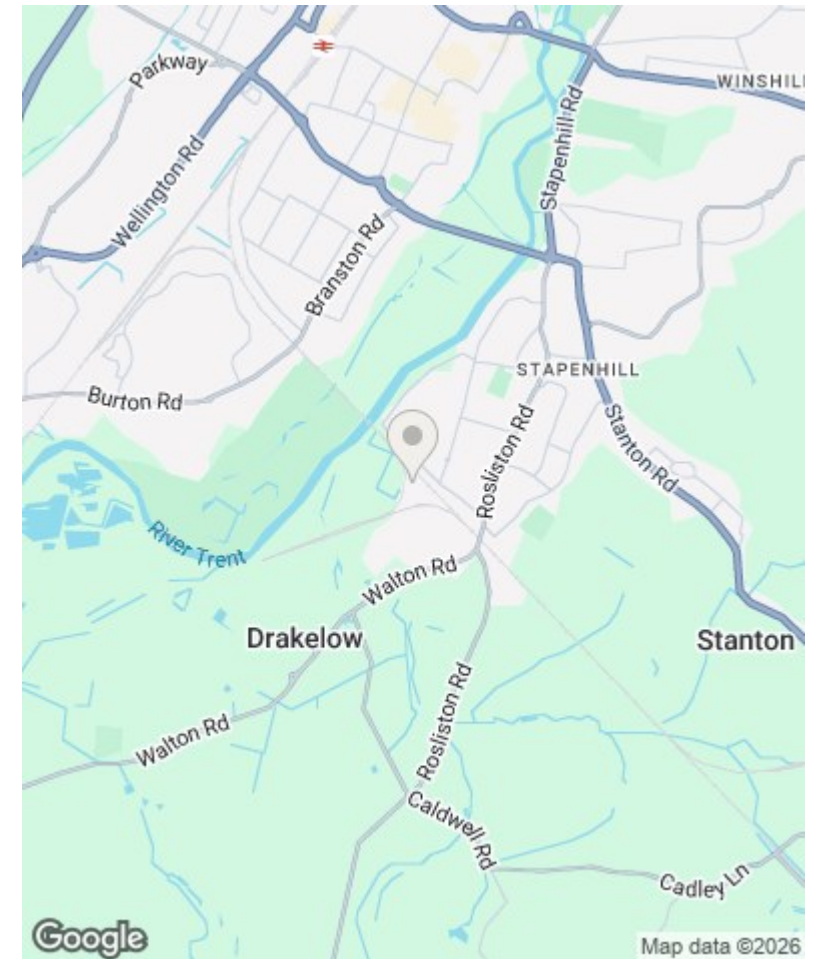 Parkway
WINSHILL
Wellington Rd
Stapenhill Rd
Branston Rd
STAPENHILL
Burton Rd
Rosliston Rd
Stanton Rd
River Trent
Walton Rd
Drakelow
Stanton
Rosliston Rd
Walton Rd
Caldwell Rd
Cadley Ln
Google
Map data ©2026